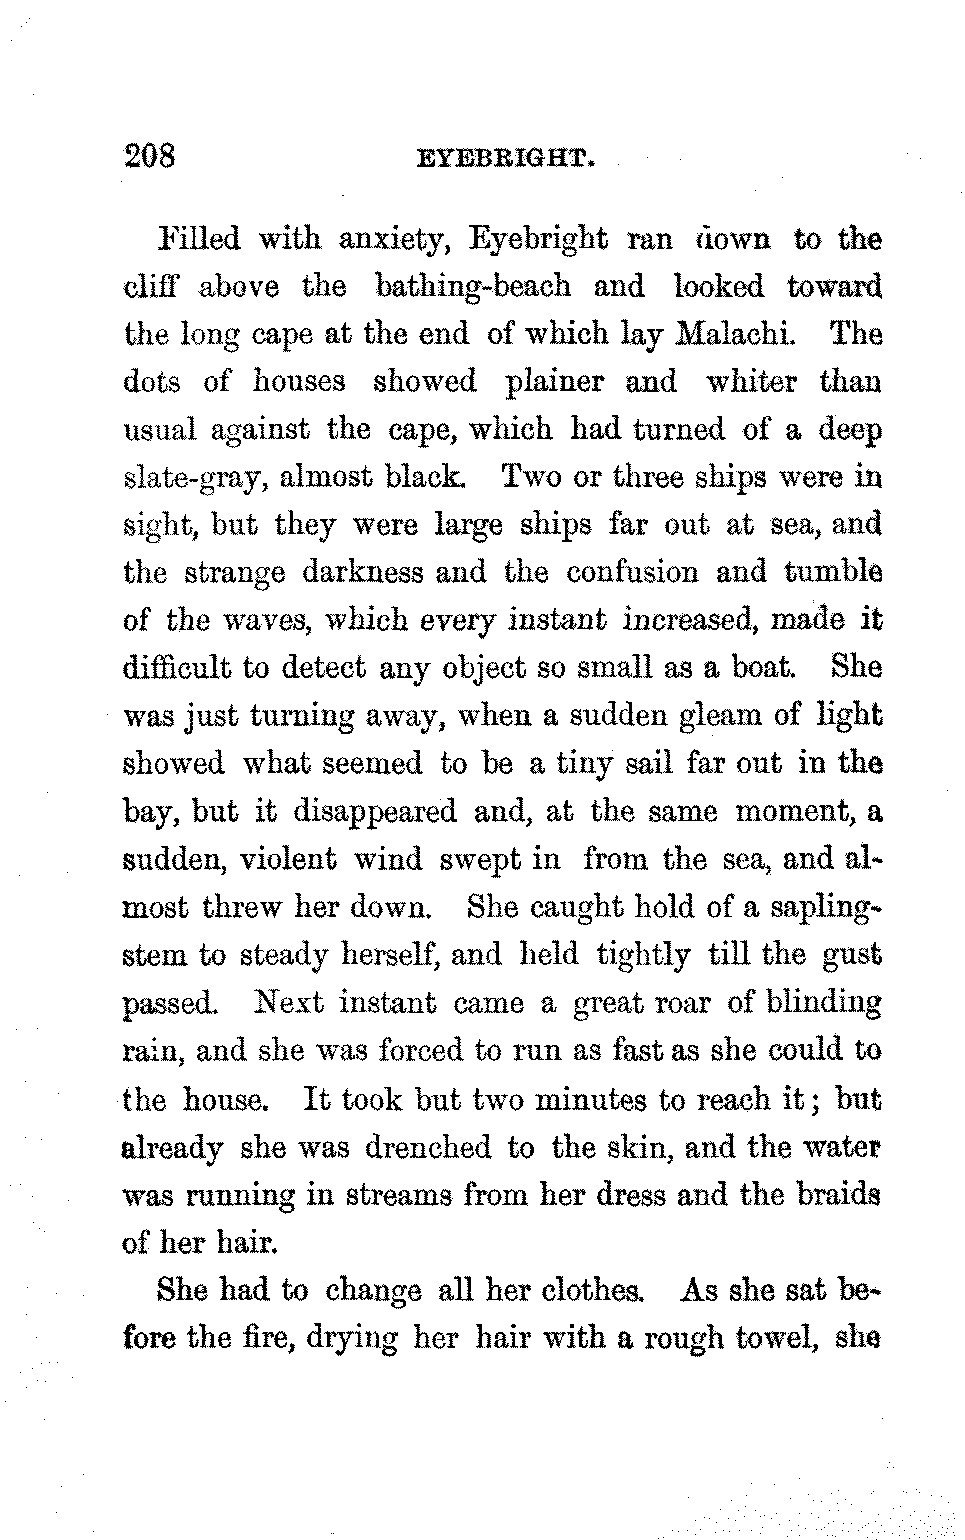 208 EYEBRIGHT.
Filled with anxiety, Eyebright ran down to the
cliff above the bathing-beach and looked toward
the long cape at the end of which lay Malachi. The
dots of houses showed plainer and whiter than
usual against the cape, which had turned of a deep
slate-gray, almost black. Two or three ships were in
sight, but they were large ships far out at sea, and
the strange darkness and the confusion and tumble
of the waves, which every instant increased, made it
difficult to detect any object so small as a boat. She
was just turning away, when a sudden gleam of light
showed what seemed to be a tiny sail far out in the
bay, but it disappeared and, at the same moment, a
sudden, violent wind swept in from the sea, and al-
most threw her down. She caught hold of a sapling-
stem to steady herself, and held tightly till the gust
passed. Next instant came a great roar of blinding
rain, and she was forced to run as fast as she could to
the house. It took but two minutes to reach it; but
already she was drenched to the skin, and the water
was running in streams from her dress and the braids
of her hair.
She had to change all her clothes. As she sat be-
fore the fire, drying her hair with a rough towel, she